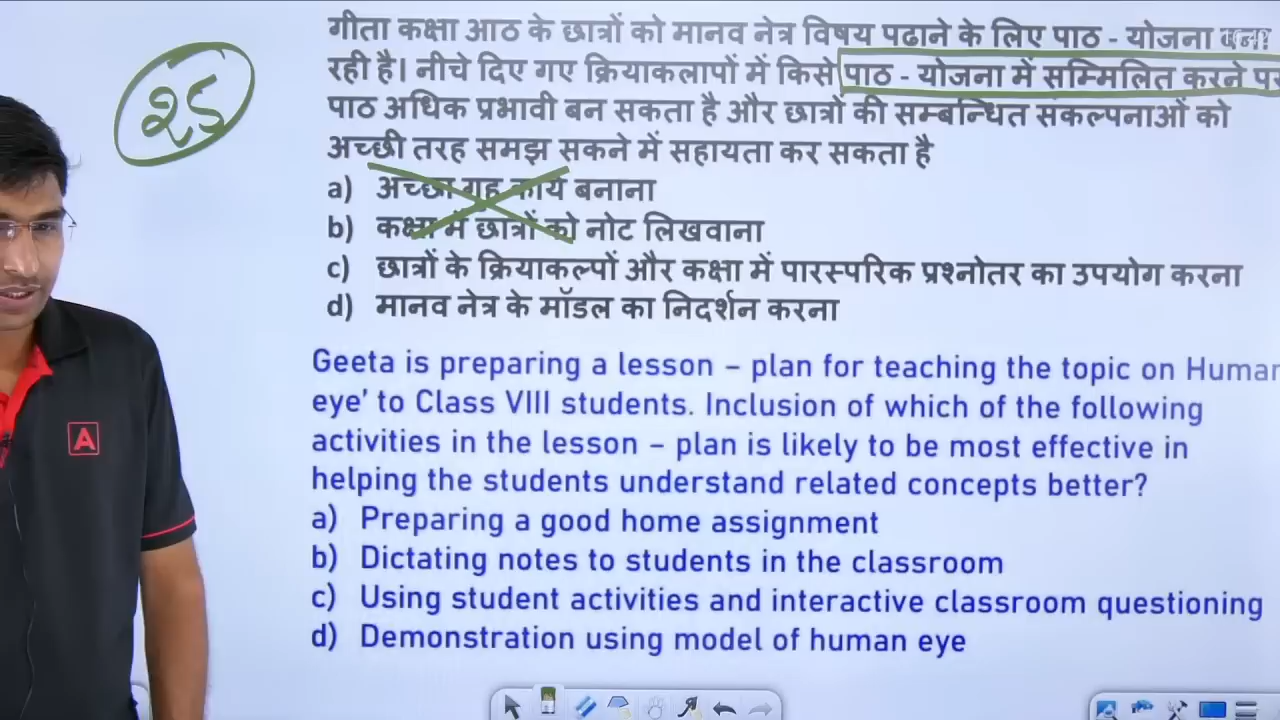 गीता कक्षा आठ के छात्रों को मानव नेत्र विषय पढाने के लिए पाठ - योजना
रही है। नीचे दिए गए क्रियाकलापों में किसे पाठ - योजना में सम्मिलित करने पर
25
पाठ अधिक प्रभावी बन सकता है और छात्रों की सम्बन्धित संकल्पनाओं को
अच्छी तरह समझ सकने में सहायता कर सकता है
a) अच्छा गृह कार्य बनाना
b) कक्षा में छात्रों को नोट लिखवाना
c) छात्रों के क्रियाकल्पों और कक्षा में पारस्परिक प्रश्नोतर का उपयोग करना
d) मानव नेत्र के मॉडल का निदर्शन करना
Geeta is preparing a lesson – plan for teaching the topic on Human
eye' to Class VIII students. Inclusion of which of the following
activities in the lesson – plan is likely to be most effective in
helping the students understand related concepts better?
a) Preparing a good home assignment
b) Dictating notes to students in the classroom
c) Using student activities and interactive classroom questioning
d) Demonstration using model of human eye
A